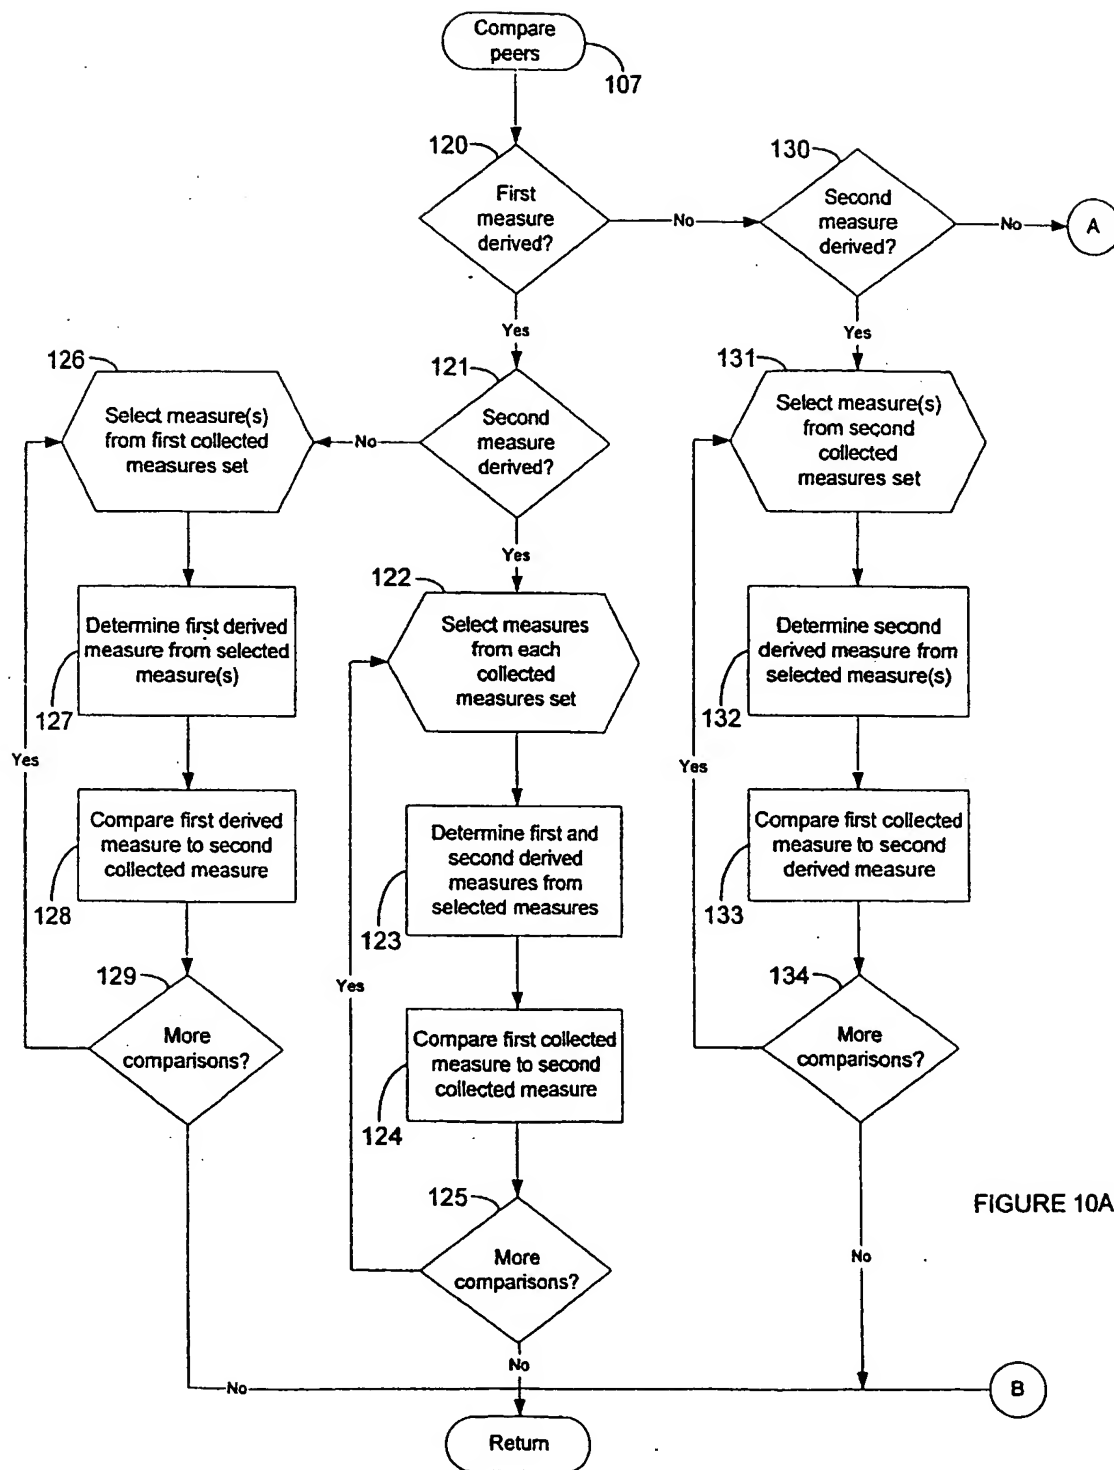 Compare
peers
107
120
First
measure
derived?
No
130
Second
measure
derived?
No
A
Yes
Yes
126
Select measure(s)
from first collected
measures set
No
121
Second
measure
derived?
131
Select measure(s)
from second
collected
measures set
Yes
122
Select measures
from each
collected
measures set
Determine first derived
measure from selected
measure(s)
127
Determine second
derived measure from
selected measure(s)
132
Yes
Yes
Compare first derived
measure to second
collected measure
128
Determine first and
second derived
measures from
selected measures
123
Compare first collected
measure to second
derived measure
133
129
More
comparisons?
Yes
Compare first collected
measure to second
collected measure
124
134
More
comparisons?
125
More
comparisons?
FIGURE 10A
No
No
No
B
Return